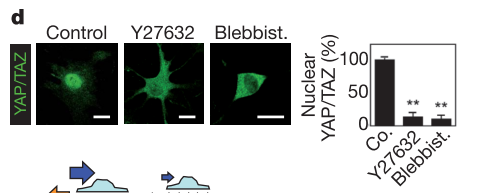 d
Control Y27632 Blebbist.
YAP/TAZ
Nuclear
YAP/TAZ (%)
100
50
0
**
**
Co.
Y27632
Blebbist.